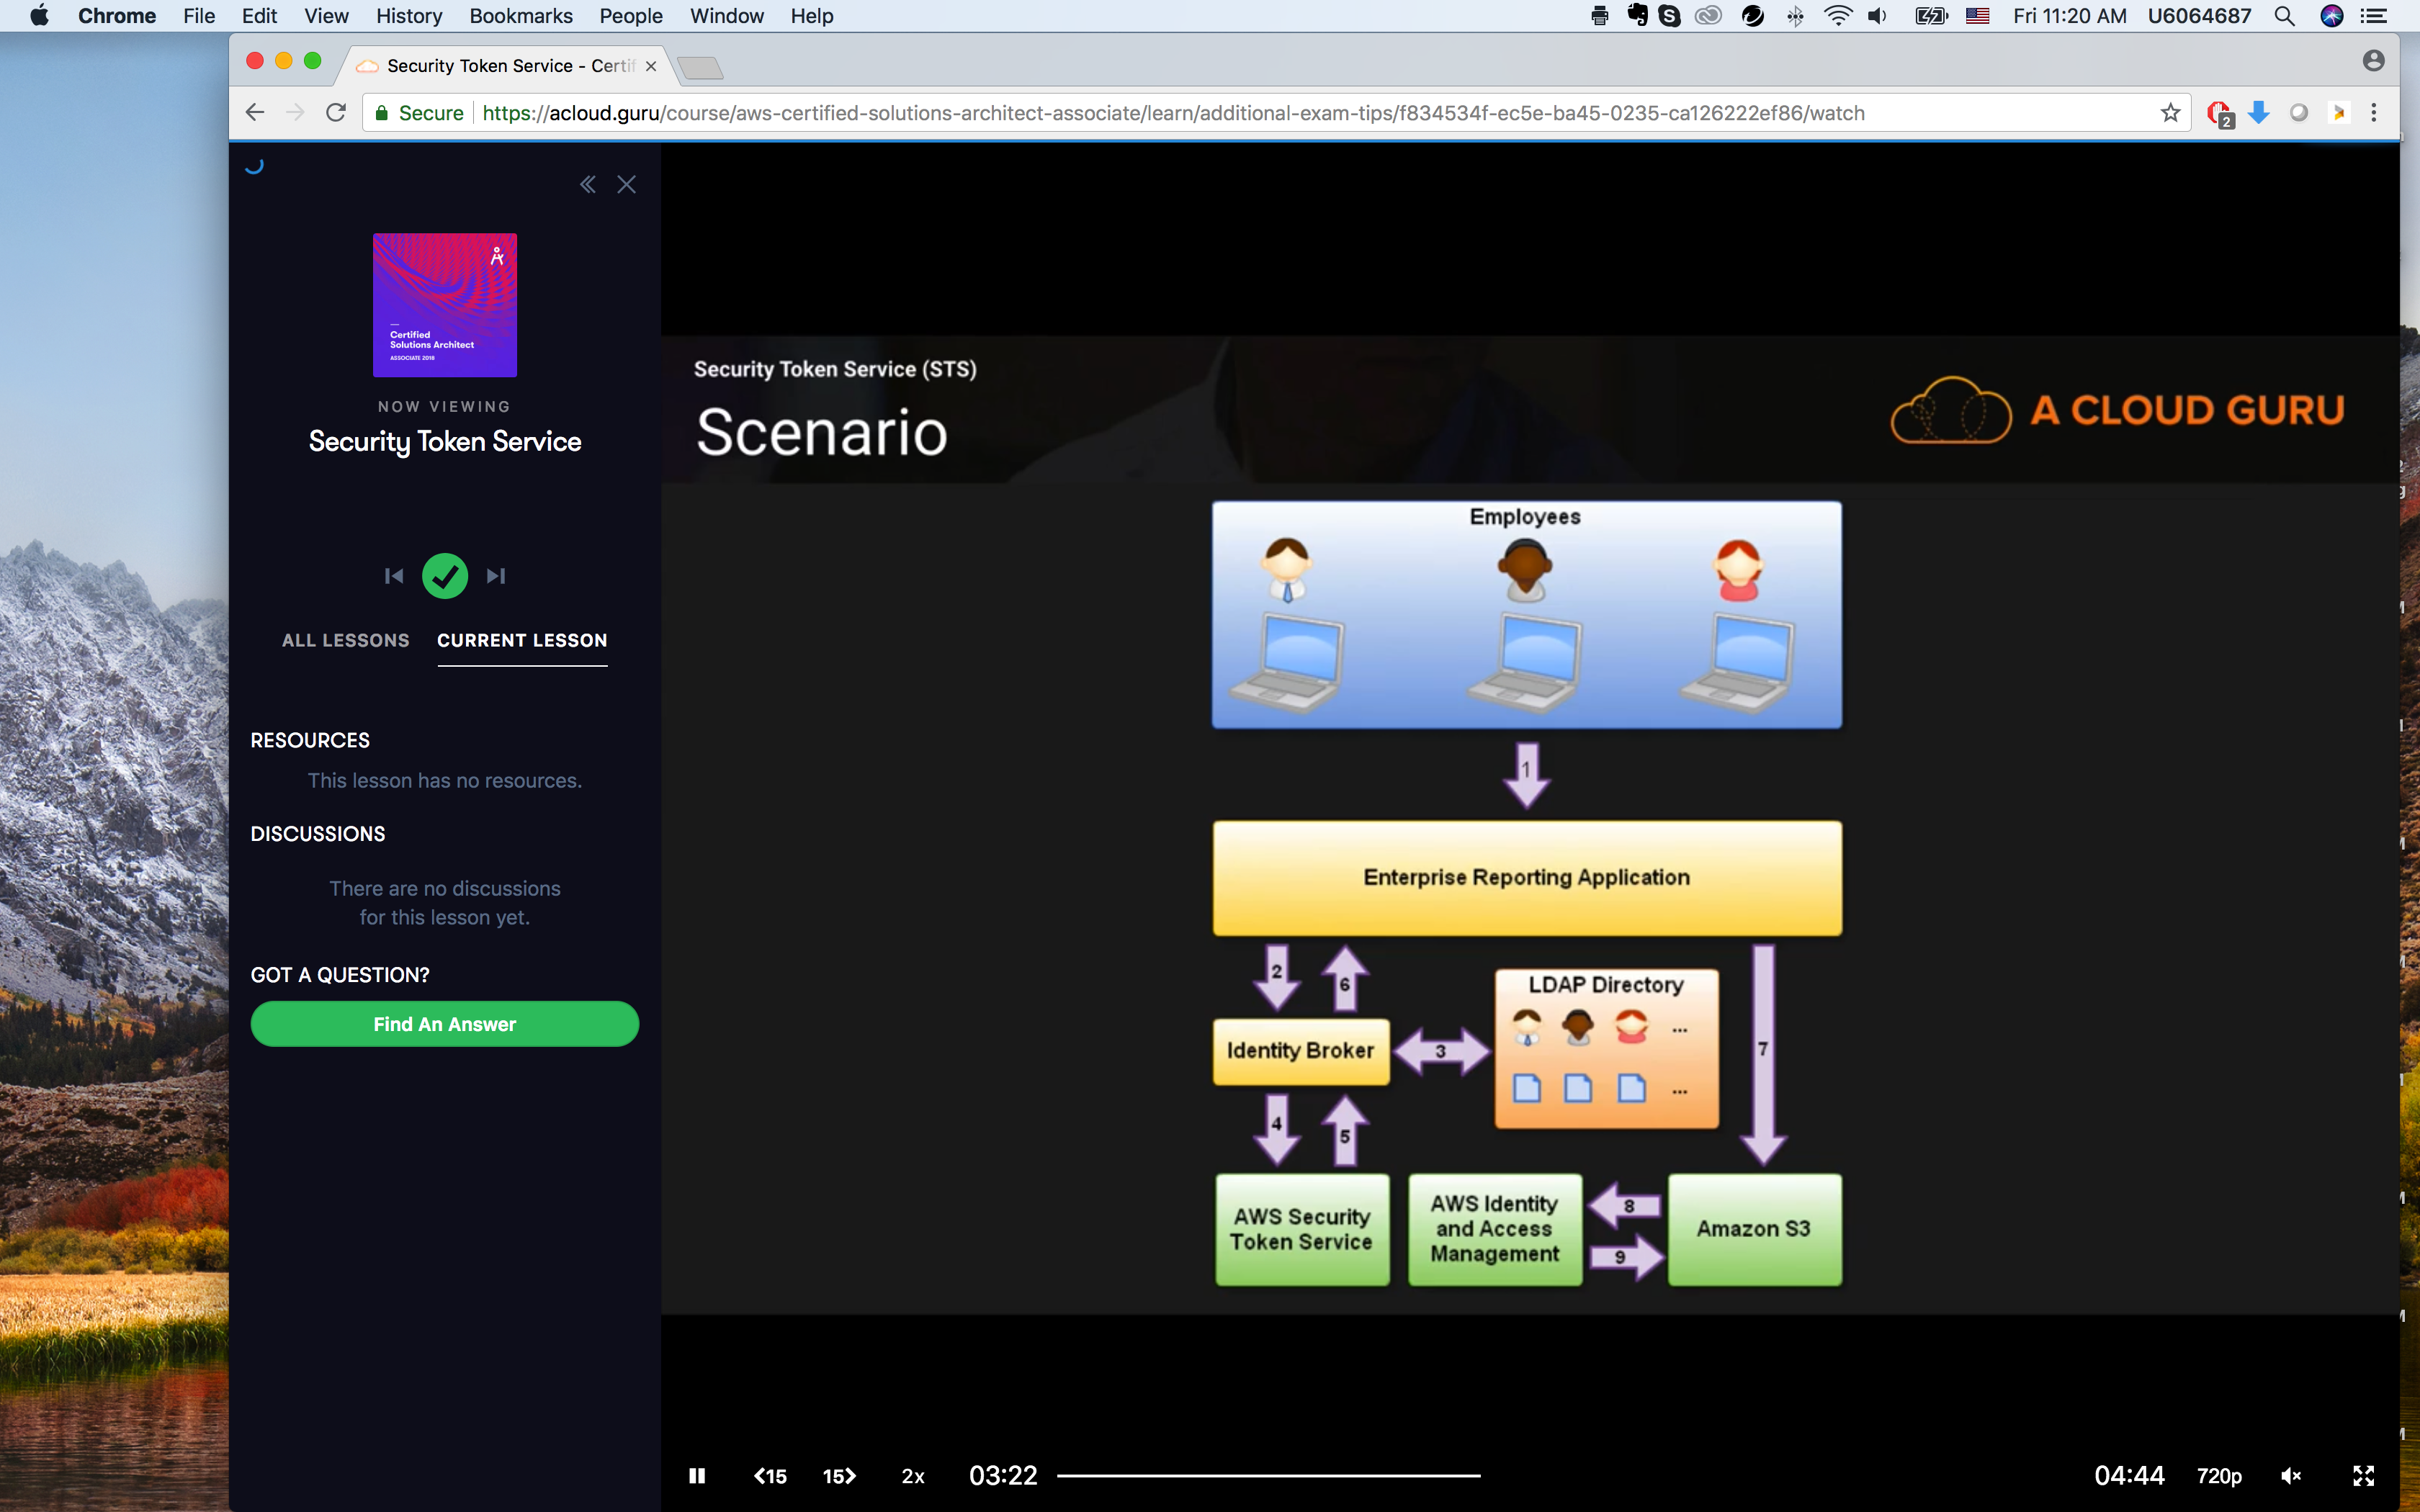 Chrome File Edit View History Bookmarks People Window Help
Fri 11:20 AM U6064687
Security Token Service - Certif
Secure https://acloud.guru/course/aws-certified-solutions-architect-associate/learn/additional-exam-tips/f834534f-ec5e-ba45-0235-ca126222ef86/watch
2
Certified
Solutions Architect
ASSOCIATE 2018
NOW VIEWING
Security Token Service
ALL LESSONS CURRENT LESSON
RESOURCES
This lesson has no resources.
DISCUSSIONS
There are no discussions
for this lesson yet.
GOT A QUESTION?
Find An Answer
Security Token Service (STS)
Scenario
A CLOUD GURU
Employees
1
Enterprise Reporting Application
2
6
LDAP Directory
...
Identity Broker
3
7
...
4
5
AWS Security
Token Service
AWS Identity
and Access
Management
8
9
Amazon S3
15
15
2x
03:22
04:44
720p